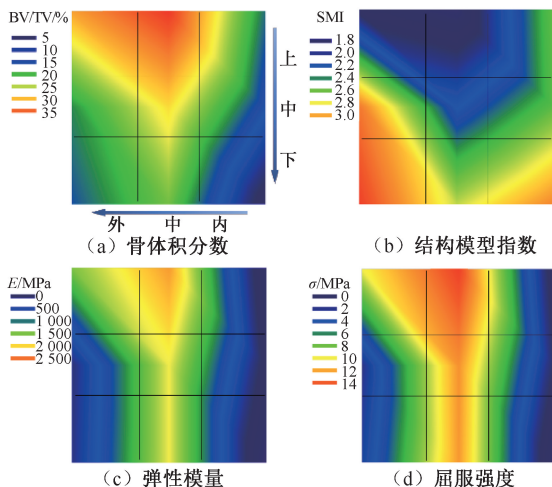 BV/TV/%
5
10
15
20
25
30
35
上
中
下
外 中 内
(a) 骨体积分数
SMI
1.8
2.0
2.2
2.4
2.6
2.8
3.0
(b) 结构模型指数
E/MPa
0
500
1 000
1 500
2 000
2 500
(c) 弹性模量
σ/MPa
0
2
4
6
8
10
12
14
(d) 屈服强度